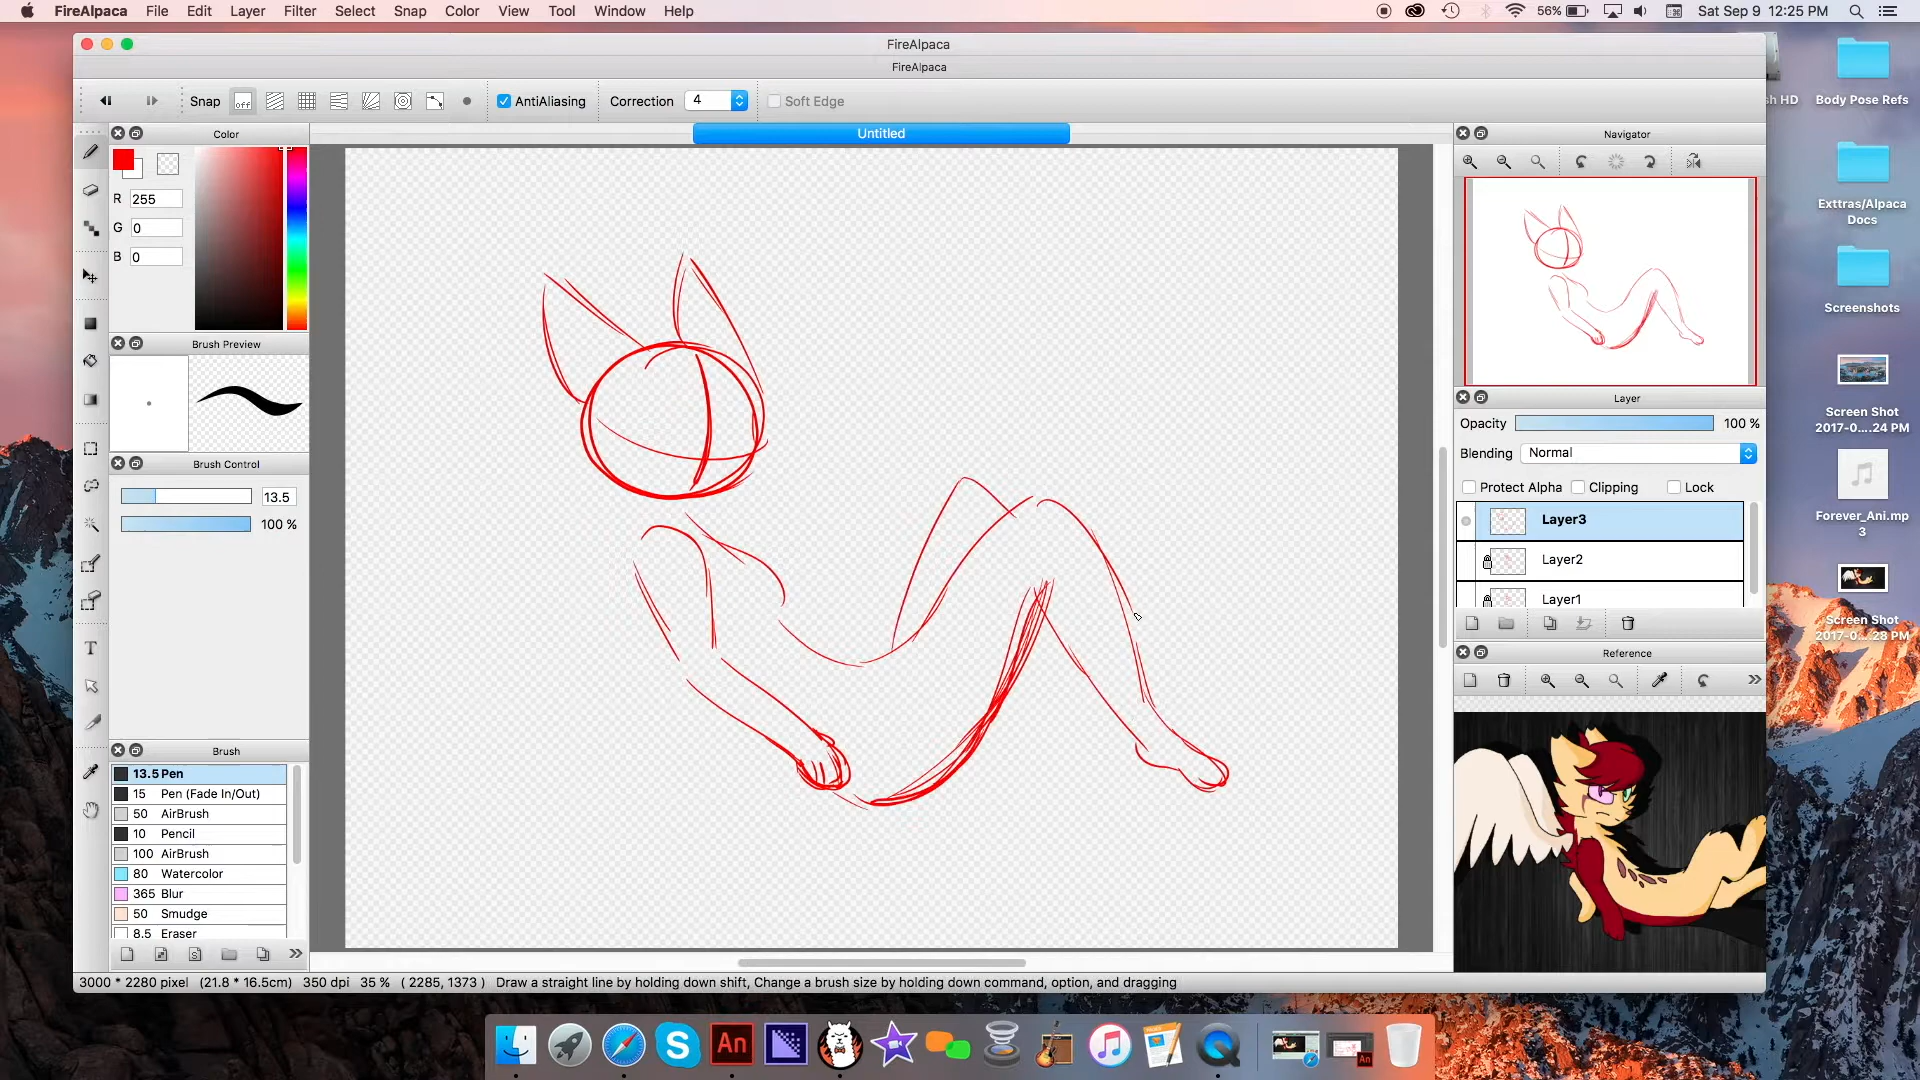 FireAlpaca File Edit Layer Filter Select Snap Color View Tool Window Help 56% Sat Sep 9 12:25 PM
FireAlpaca
FireAlpaca
Snap off AntiAliasing Correction 4 Soft Edge
Untitled
Color
R 255
G 0
B 0
Brush Preview
Brush Control
13.5
100 %
Brush
13.5 Pen
15 Pen (Fade In/Out)
50 AirBrush
10 Pencil
100 AirBrush
80 Watercolor
365 Blur
50 Smudge
8.5 Eraser
Navigator
Layer
Opacity 100 %
Blending Normal
Protect Alpha Clipping Lock
Layer3
Layer2
Layer1
Reference
3000 * 2280 pixel (21.8 * 16.5cm) 350 dpi 35 % ( 2285, 1373 ) Draw a straight line by holding down shift, Change a brush size by holding down command, option, and dragging
sh HD
Body Pose Refs
Exttras/Alpaca
Docs
Screenshots
Screen Shot
2017-0....24 PM
Forever_Ani.mp
3
Screen Shot
2017-0....28 PM
S
An
An